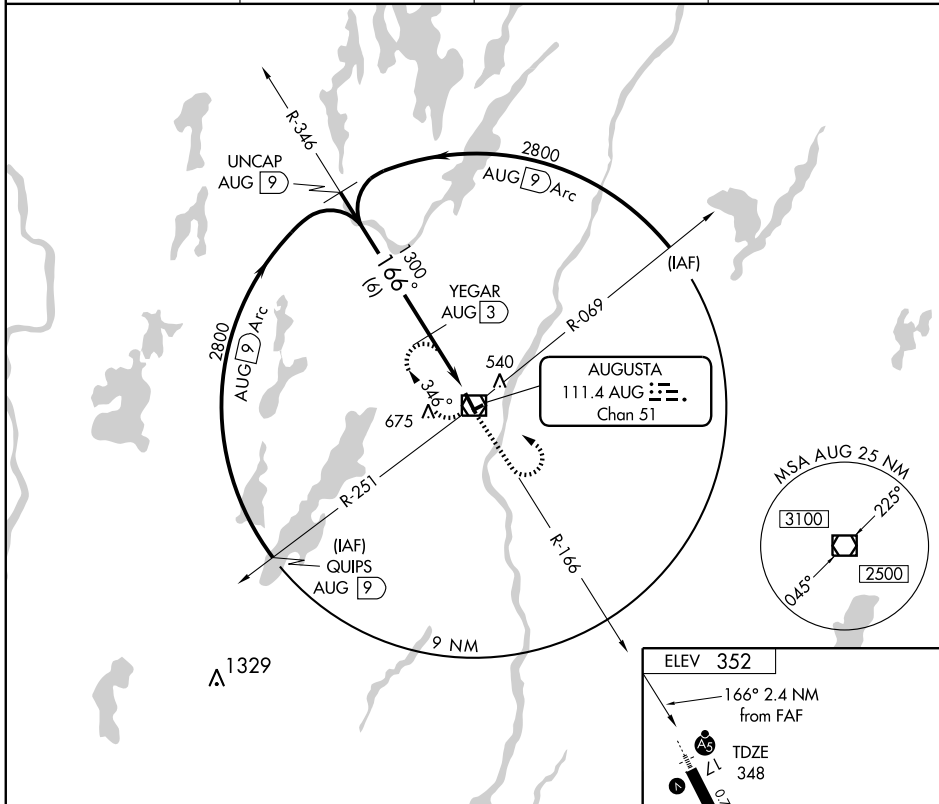 R-346
UNCAP
AUG 9
2800
AUG 9 Arc
(IAF)
1300
166°
(6)
YEGAR
AUG 3
R-069
2800
AUG 9 Arc
540
AUGUSTA
111.4 AUG
Chan 51
346°
675
R-251
(IAF)
QUIPS
AUG 9
R-166
MSA AUG 25 NM
3100
225°
045°
2500
9 NM
1329
ELEV 352
166° 2.4 NM
from FAF
A5
17
TDZE
348
V
0.7